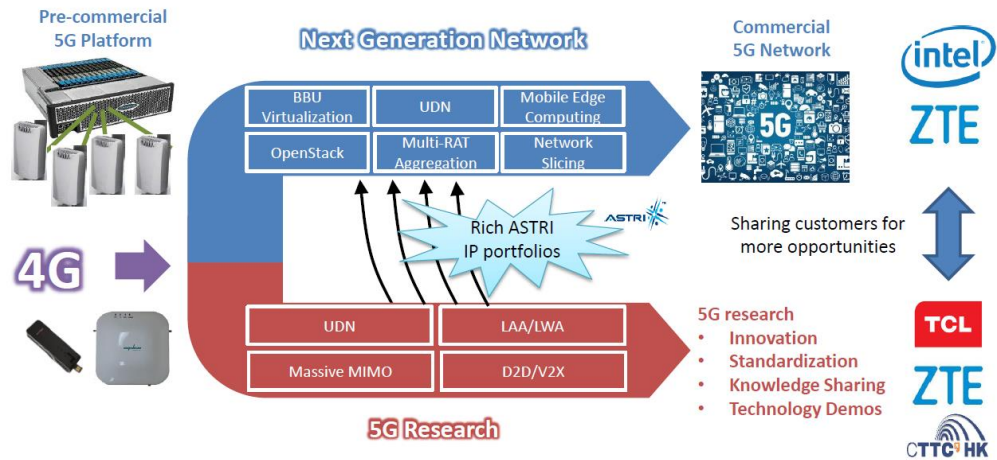 Pre-commercial
5G Platform
Next Generation Network
Commercial
5G Network
intel
ZTE
BBU
Virtualization
UDN
Mobile Edge
Computing
OpenStack
Multi-RAT
Aggregation
Network
Slicing
5G
4G
Rich ASTRI
IP portfolios
ASTRI
Sharing customers for
more opportunities
UDN
LAA/LWA
Massive MIMO
D2D/V2X
5G Research
5G research
• Innovation
• Standardization
• Knowledge Sharing
• Technology Demos
TCL
ZTE
CTTC HK